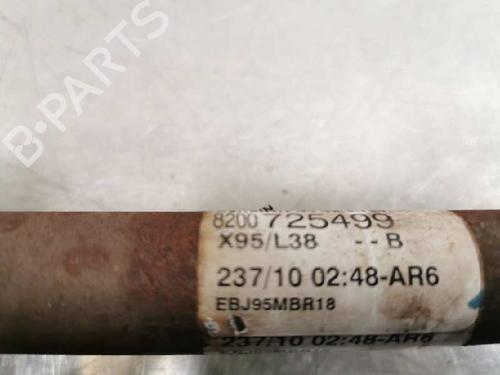 B-PARTS
8200 725499
X95/L38 --B
237/10 02:48-AR6
EBJ95MBR18
237/10 02:48-AR6